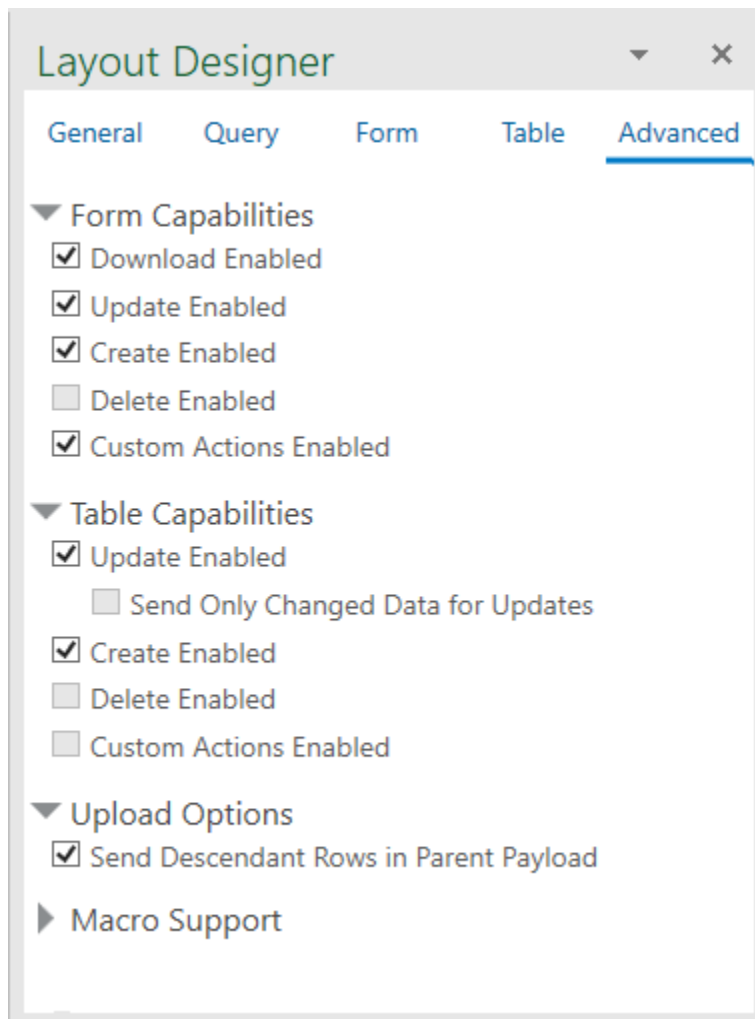 Layout Designer
General Query Form Table Advanced
Form Capabilities
Download Enabled
Update Enabled
Create Enabled
Delete Enabled
Custom Actions Enabled
Table Capabilities
Update Enabled
Send Only Changed Data for Updates
Create Enabled
Delete Enabled
Custom Actions Enabled
Upload Options
Send Descendant Rows in Parent Payload
Macro Support